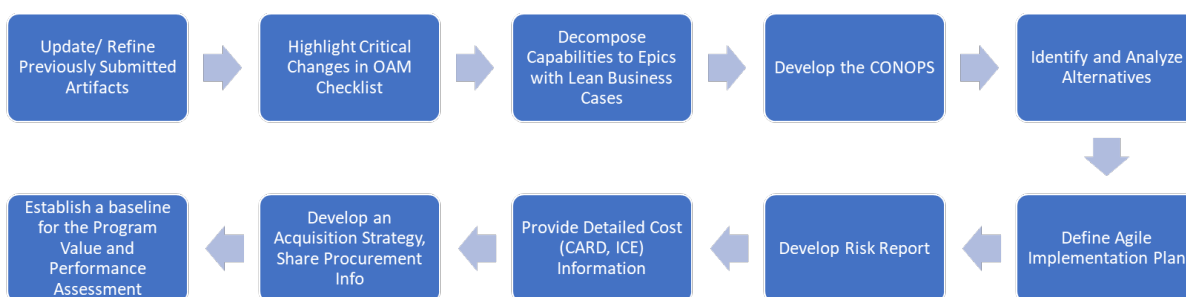 Update/ Refine
Previously Submitted
Artifacts
Highlight Critical
Changes in OAM
Checklist
Decompose
Capabilities to Epics
with Lean Business
Cases
Develop the CONOPS
Identify and Analyze
Alternatives
Define Agile
Implementation Plan
Develop Risk Report
Provide Detailed Cost
(CARD, ICE)
Information
Develop an
Acquisition Strategy,
Share Procurement
Info
Establish a baseline
for the Program
Value and
Performance
Assessment